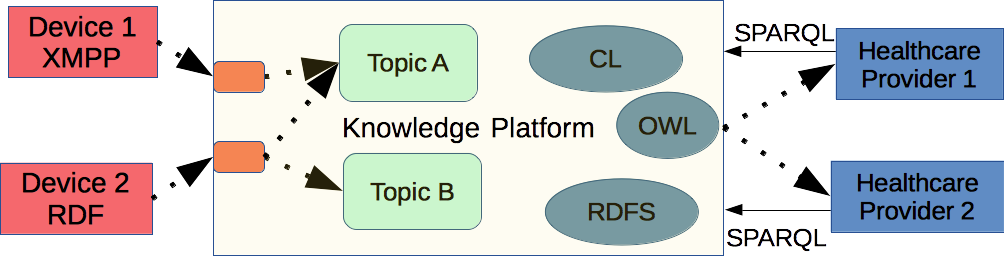 Device 1
XMPP
Device 2
RDF
Topic A
Knowledge Platform
Topic B
CL
OWL
RDFS
SPARQL
Healthcare
Provider 1
Healthcare
Provider 2
SPARQL